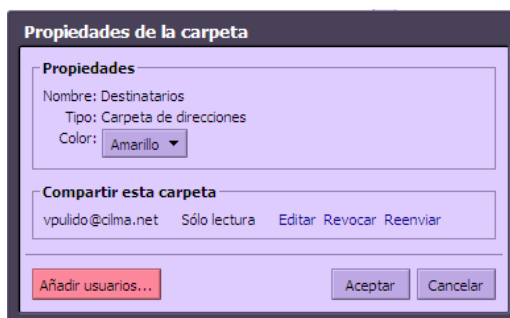 Propiedades de la carpeta
Propiedades
Nombre: Destinatarios
Tipo: Carpeta de direcciones
Color: Amarillo
Compartir esta carpeta
vpulido@cilma.net Sólo lectura Editar Revocar Reenviar
Añadir usuarios... Aceptar Cancelar